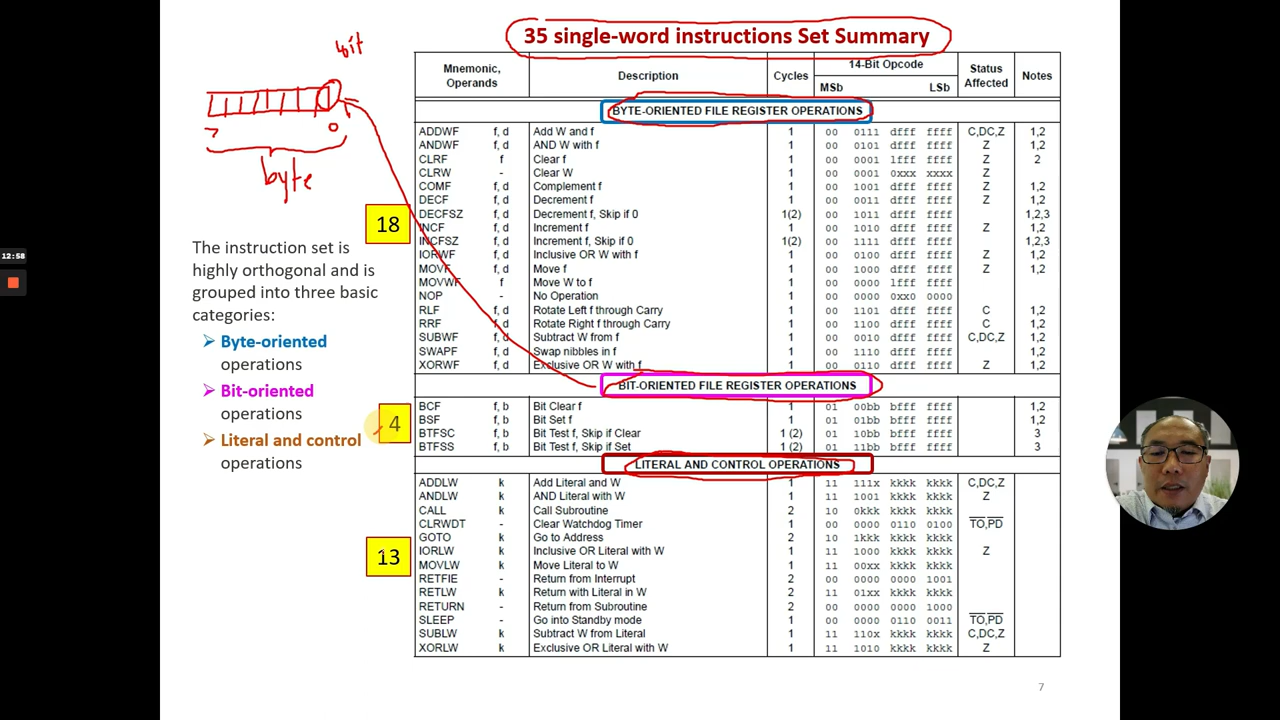 35 single-word instructions Set Summary
bit
7 0
byte
12:58
18
The instruction set is
highly orthogonal and is
grouped into three basic
categories:
➢ Byte-oriented
operations
➢ Bit-oriented
operations
➢ Literal and control
operations
4
13
Mnemonic, Operands Description Cycles 14-Bit Opcode Status Affected Notes
MSb LSb
BYTE-ORIENTED FILE REGISTER OPERATIONS
ADDWF f, d Add W and f 1 00 0111 dfff ffff C,DC,Z 1,2
ANDWF f, d AND W with f 1 00 0101 dfff ffff Z 1,2
CLRF f Clear f 1 00 0001 lfff ffff Z 2
CLRW - Clear W 1 00 0001 0xxx xxxx Z
COMF f, d Complement f 1 00 1001 dfff ffff Z 1,2
DECF f, d Decrement f 1 00 0011 dfff ffff Z 1,2
DECFSZ f, d Decrement f, Skip if 0 1(2) 00 1011 dfff ffff 1,2,3
INCF f, d Increment f 1 00 1010 dfff ffff Z 1,2
INCFSZ f, d Increment f, Skip if 0 1(2) 00 1111 dfff ffff 1,2,3
IORWF f, d Inclusive OR W with f 1 00 0100 dfff ffff Z 1,2
MOVF f, d Move f 1 00 1000 dfff ffff Z 1,2
MOVWF f Move W to f 1 00 0000 lfff ffff
NOP - No Operation 1 00 0000 0xx0 0000
RLF f, d Rotate Left f through Carry 1 00 1101 dfff ffff C 1,2
RRF f, d Rotate Right f through Carry 1 00 1100 dfff ffff C 1,2
SUBWF f, d Subtract W from f 1 00 0010 dfff ffff C,DC,Z 1,2
SWAPF f, d Swap nibbles in f 1 00 1110 dfff ffff 1,2
XORWF f, d Exclusive OR W with f 1 00 0110 dfff ffff Z 1,2
BIT-ORIENTED FILE REGISTER OPERATIONS
BCF f, b Bit Clear f 1 01 00bb bfff ffff 1,2
BSF f, b Bit Set f 1 01 01bb bfff ffff 1,2
BTFSC f, b Bit Test f, Skip if Clear 1 (2) 01 10bb bfff ffff 3
BTFSS f, b Bit Test f, Skip if Set 1 (2) 01 11bb bfff ffff 3
LITERAL AND CONTROL OPERATIONS
ADDLW k Add Literal and W 1 11 111x kkkk kkkk C,DC,Z
ANDLW k AND Literal with W 1 11 1001 kkkk kkkk Z
CALL k Call Subroutine 2 10 0kkk kkkk kkkk
CLRWDT - Clear Watchdog Timer 1 00 0000 0110 0100 TO,PD
GOTO k Go to Address 2 10 1kkk kkkk kkkk
IORLW k Inclusive OR Literal with W 1 11 1000 kkkk kkkk Z
MOVLW k Move Literal to W 1 11 00xx kkkk kkkk
RETFIE - Return from Interrupt 2 00 0000 0000 1001
RETLW k Return with Literal in W 2 11 01xx kkkk kkkk
RETURN - Return from Subroutine 2 00 0000 0000 1000
SLEEP - Go into Standby mode 1 00 0000 0110 0011 TO,PD
SUBLW k Subtract W from Literal 1 11 110x kkkk kkkk C,DC,Z
XORLW k Exclusive OR Literal with W 1 11 1010 kkkk kkkk Z
7